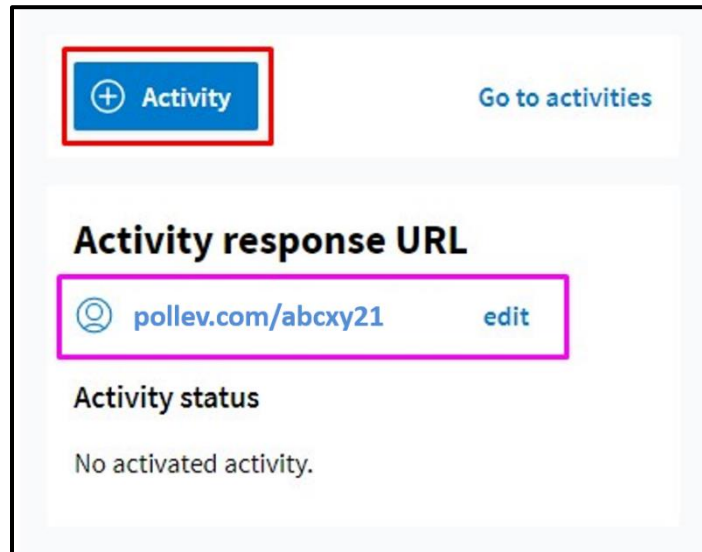 Activity Go to activities
Activity response URL
pollev.com/abcxy21 edit
Activity status
No activated activity.